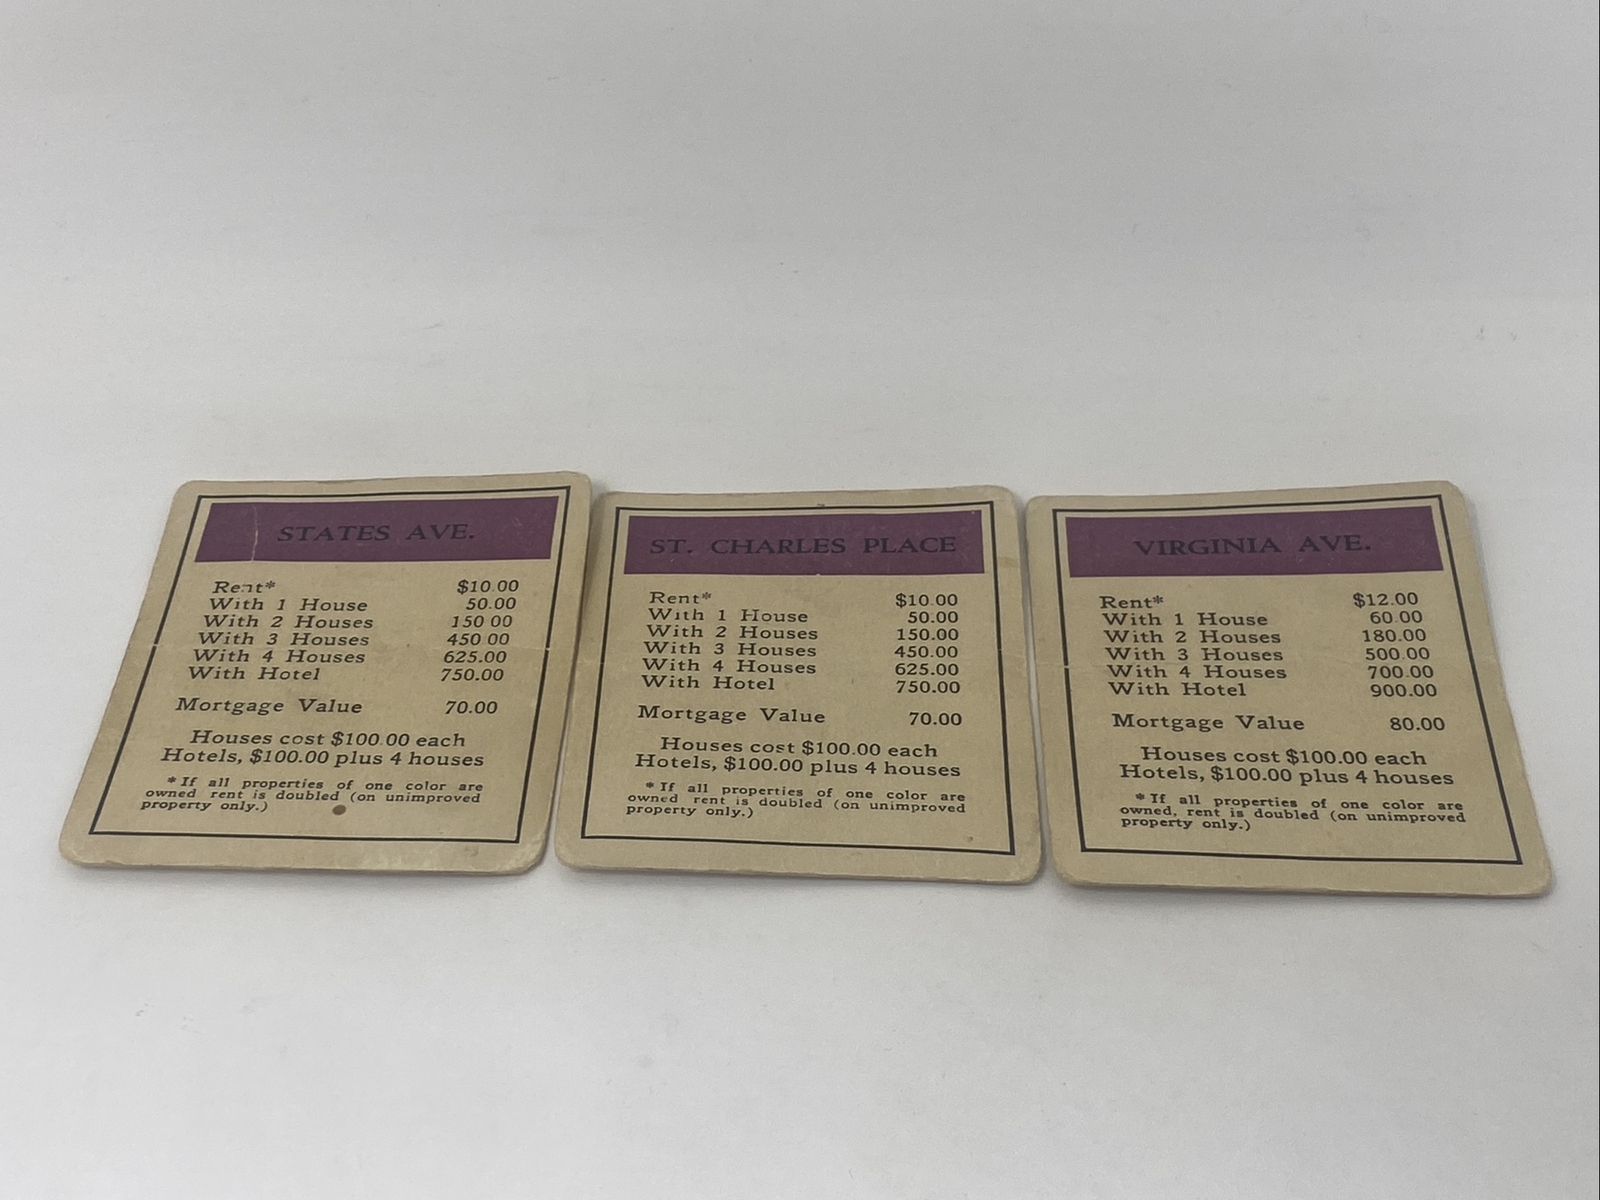 STATES AVE.
Rent* $10.00
With 1 House 50.00
With 2 Houses 150 00
With 3 Houses 450 00
With 4 Houses 625.00
With Hotel 750.00
Mortgage Value 70.00
Houses cost $100.00 each
Hotels, $100.00 plus 4 houses
* If all properties of one color are
owned rent is doubled (on unimproved
property only.)
ST. CHARLES PLACE
Rent* $10.00
With 1 House 50.00
With 2 Houses 150.00
With 3 Houses 450.00
With 4 Houses 625.00
With Hotel 750.00
Mortgage Value 70.00
Houses cost $100.00 each
Hotels, $100.00 plus 4 houses
* If all properties of one color are
owned rent is doubled (on unimproved
property only.)
VIRGINIA AVE.
Rent* $12.00
With 1 House 60.00
With 2 Houses 180.00
With 3 Houses 500.00
With 4 Houses 700.00
With Hotel 900.00
Mortgage Value 80.00
Houses cost $100.00 each
Hotels, $100.00 plus 4 houses
* If all properties of one color are
owned, rent is doubled (on unimproved
property only.)